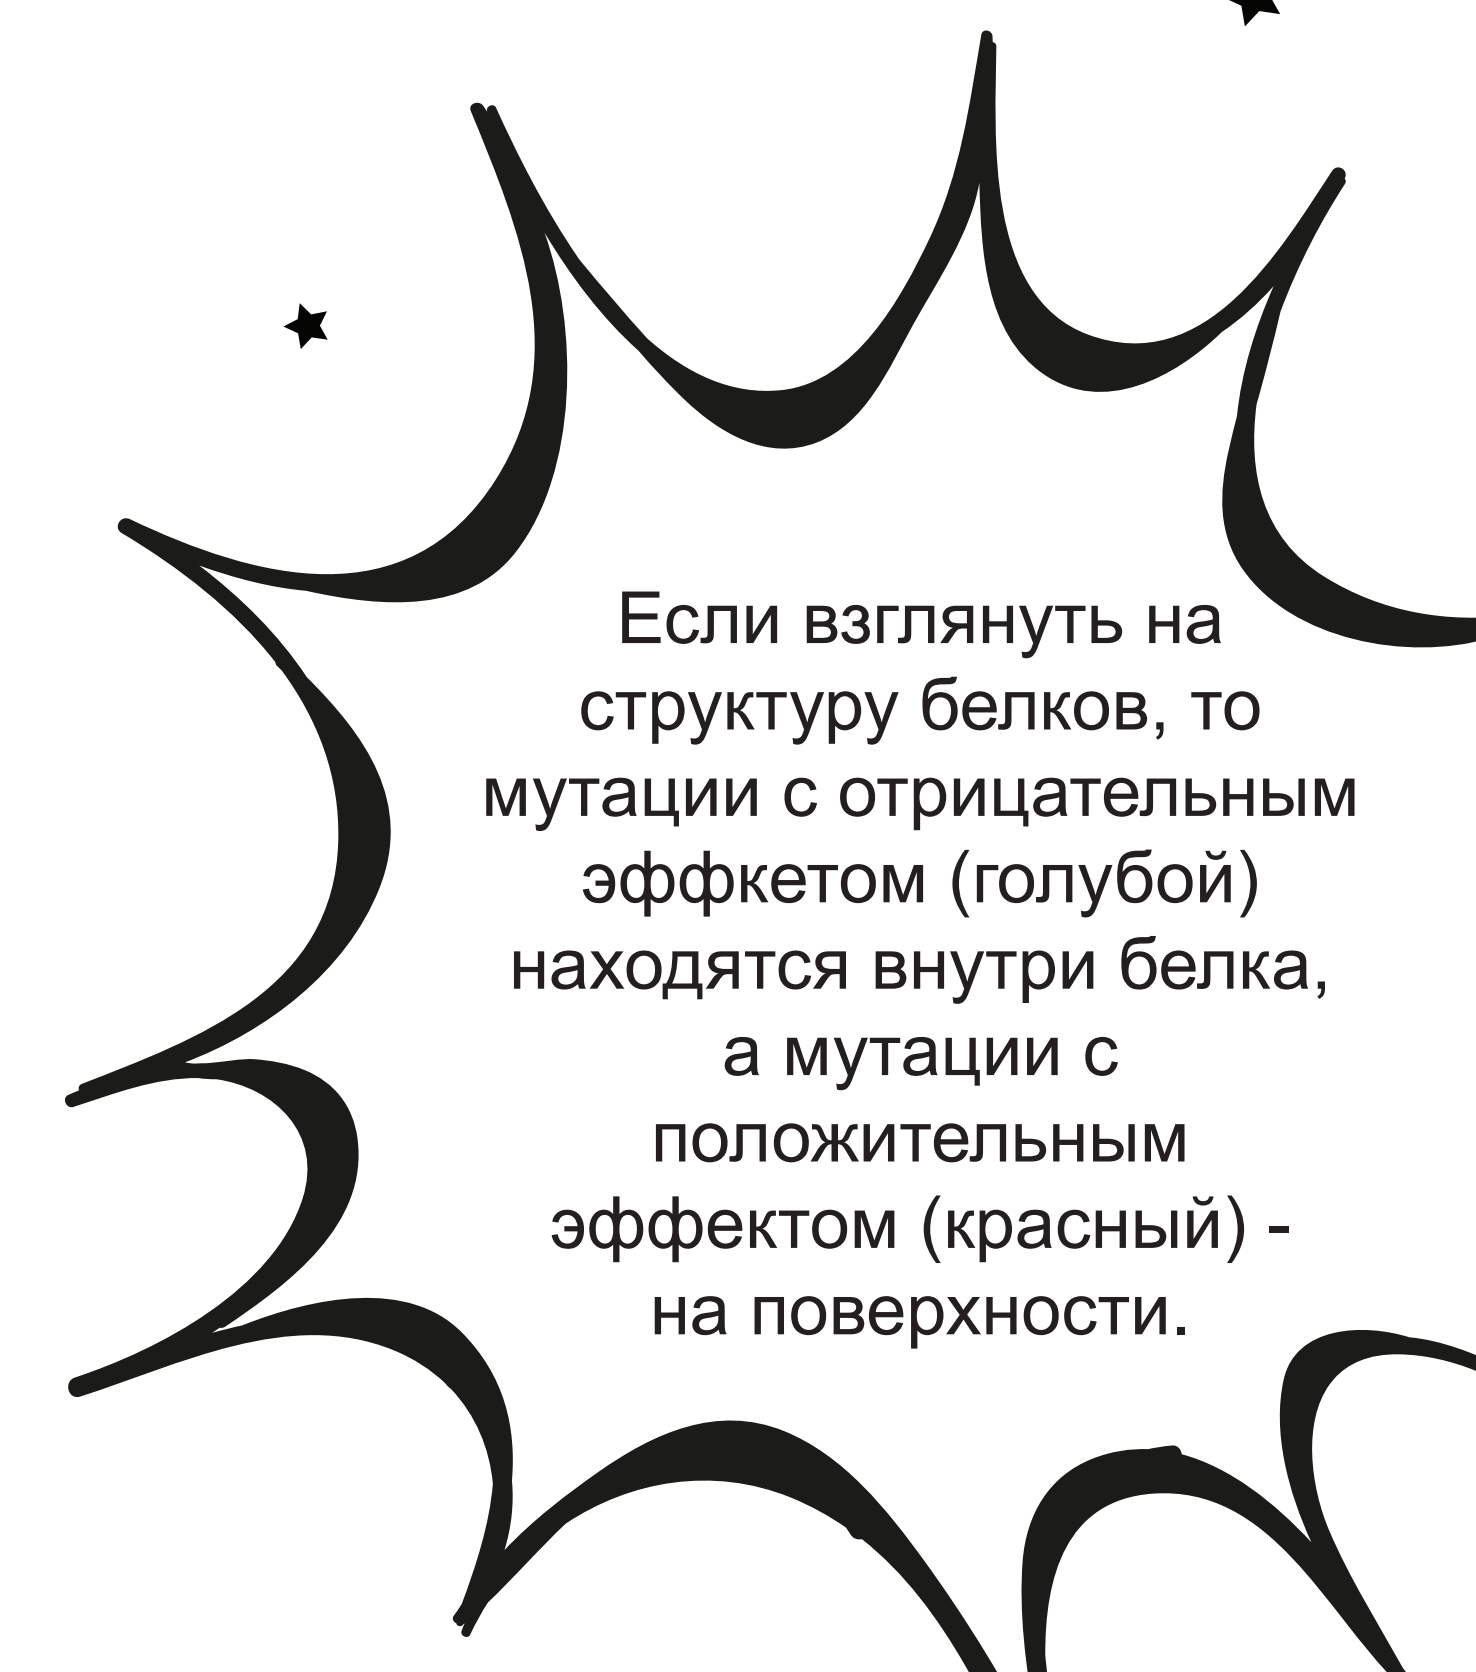 Если взглянуть на
структуру белков, то
мутации с отрицательным
эффкетом (голубой)
находятся внутри белка,
а мутации с
положительным
эффектом (красный) -
на поверхности.